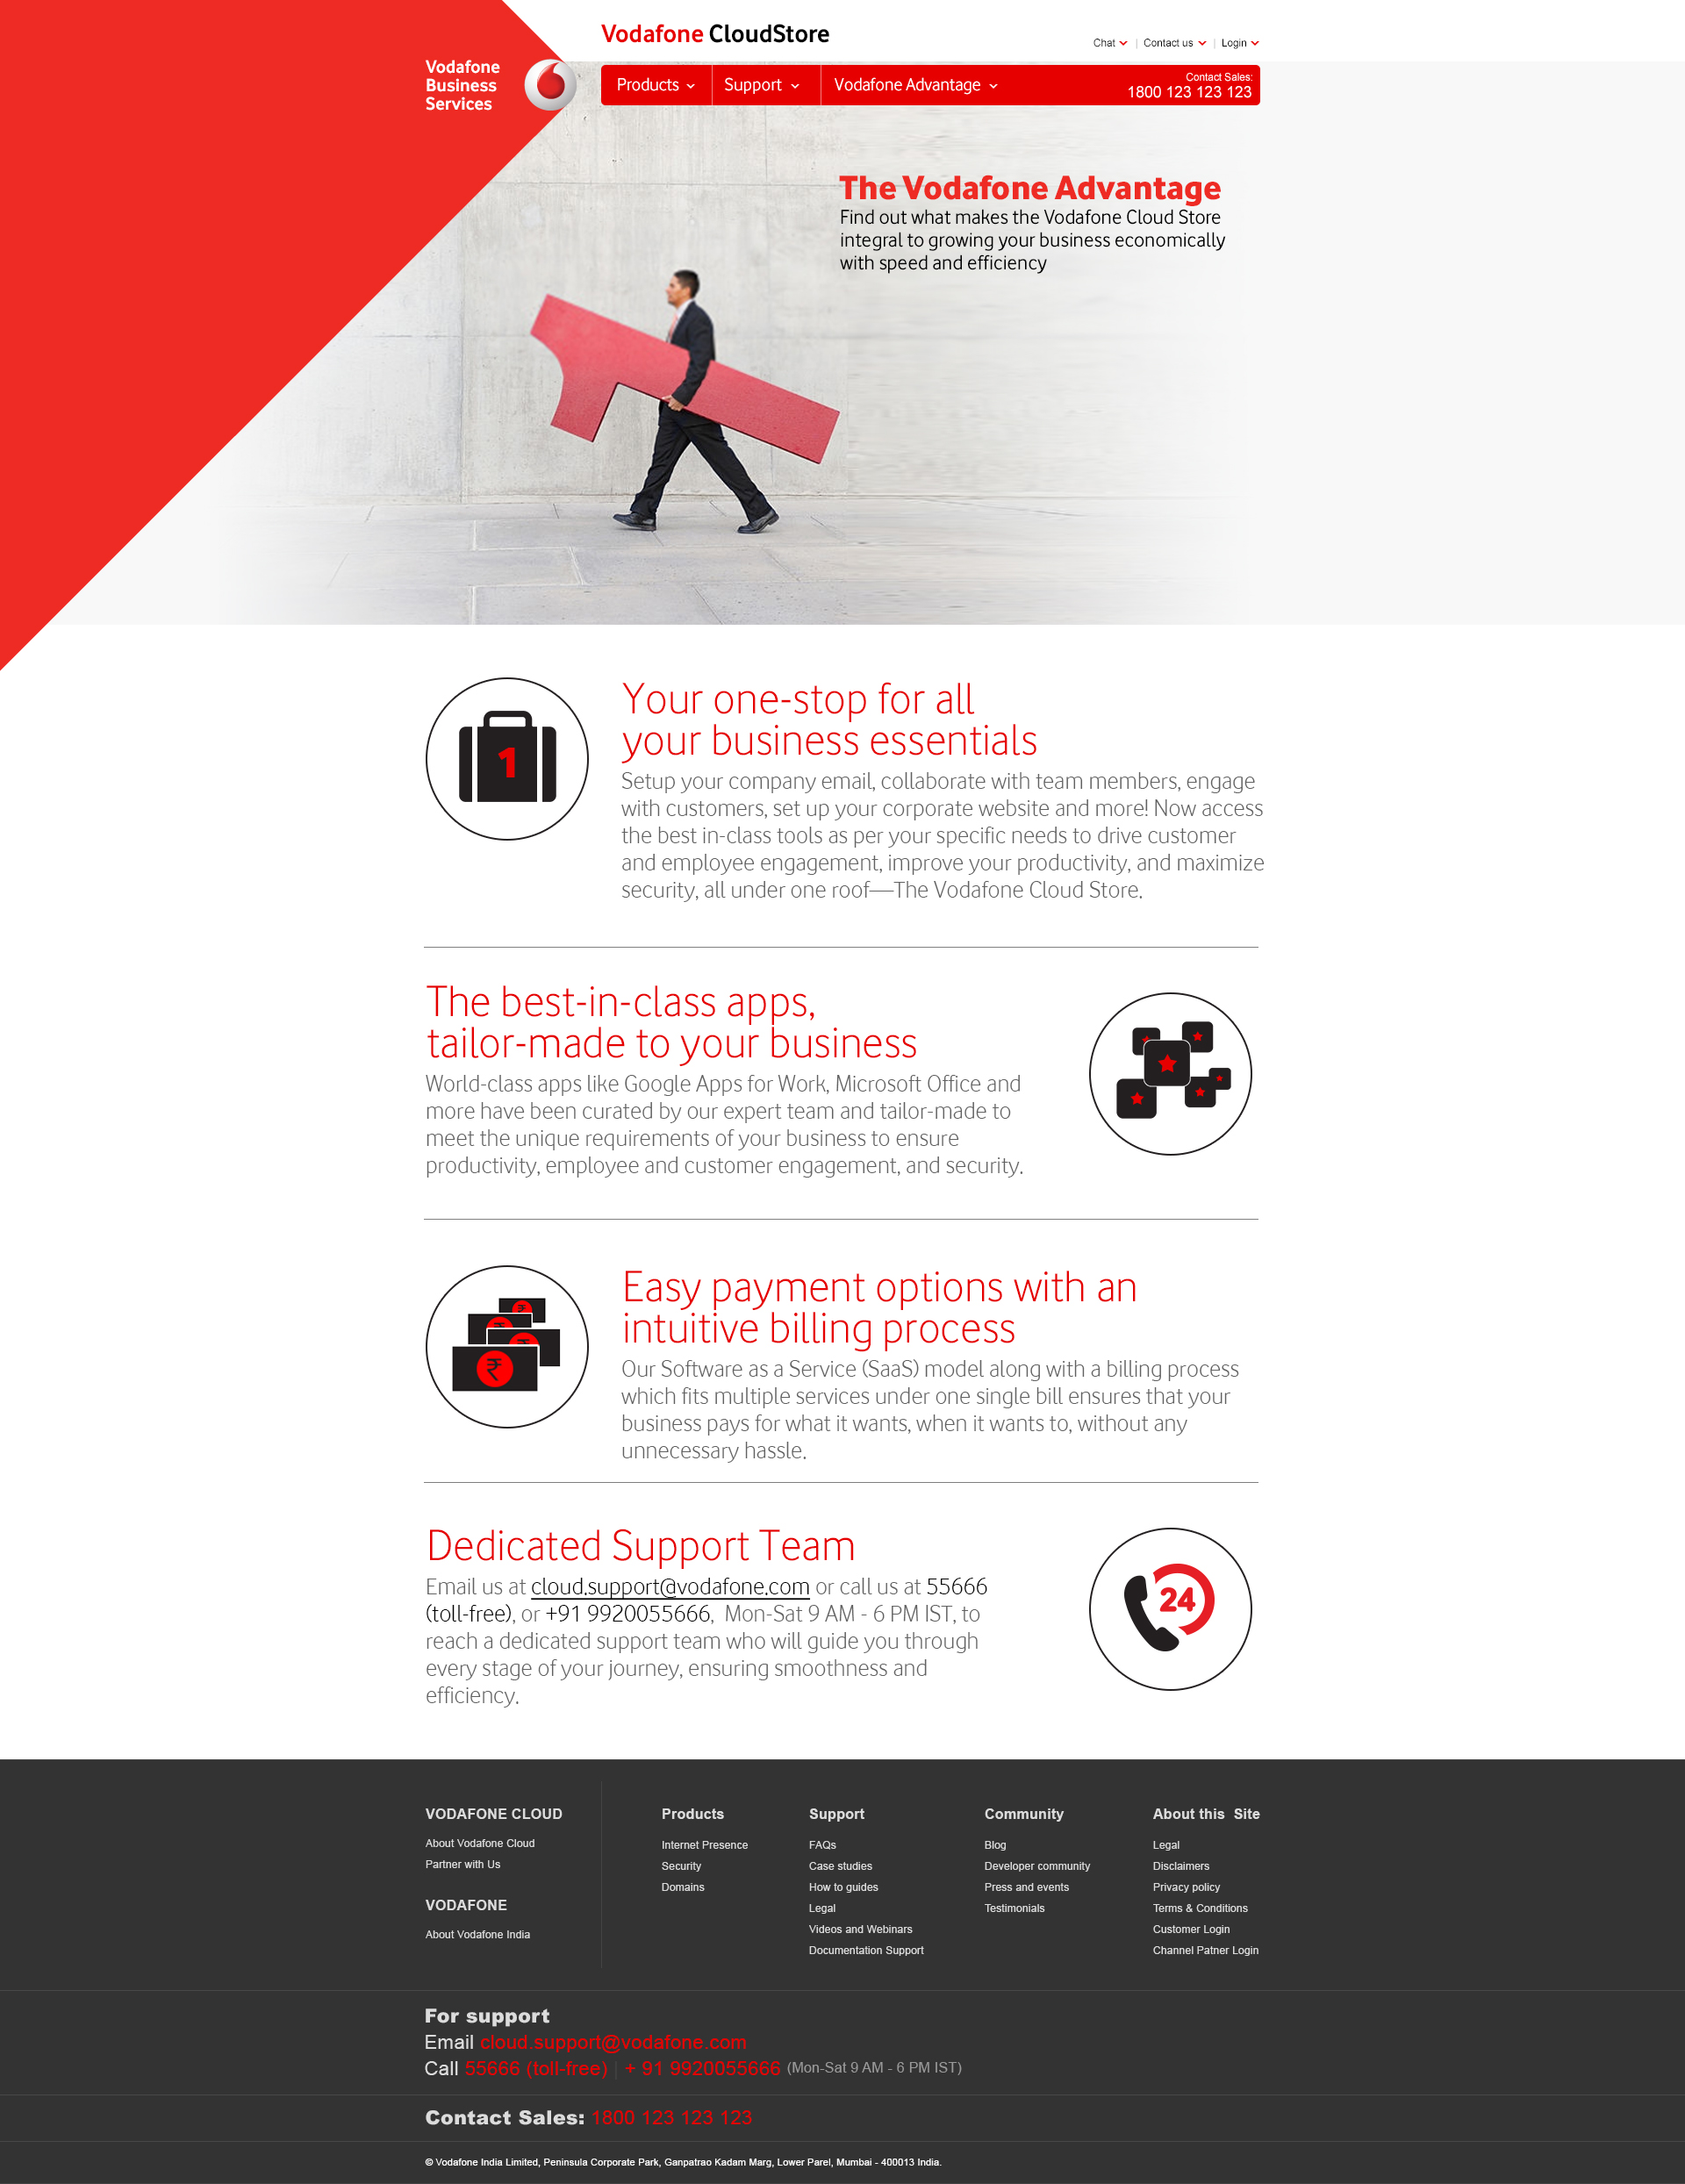 Vodafone CloudStore
Chat | Contact us | Login
Vodafone
Business
Services
Products
Support
Vodafone Advantage
Contact Sales:
1800 123 123 123
The Vodafone Advantage
Find out what makes the Vodafone Cloud Store
integral to growing your business economically
with speed and efficiency
1
Your one-stop for all
your business essentials
Setup your company email, collaborate with team members, engage
with customers, set up your corporate website and more! Now access
the best in-class tools as per your specific needs to drive customer
and employee engagement, improve your productivity, and maximize
security, all under one roof—The Vodafone Cloud Store.
The best-in-class apps,
tailor-made to your business
World-class apps like Google Apps for Work, Microsoft Office and
more have been curated by our expert team and tailor-made to
meet the unique requirements of your business to ensure
productivity, employee and customer engagement, and security.
₹
₹
₹
₹
Easy payment options with an
intuitive billing process
Our Software as a Service (SaaS) model along with a billing process
which fits multiple services under one single bill ensures that your
business pays for what it wants, when it wants to, without any
unnecessary hassle.
Dedicated Support Team
Email us at cloud.support@vodafone.com or call us at 55666
(toll-free), or +91 9920055666, Mon-Sat 9 AM - 6 PM IST, to
reach a dedicated support team who will guide you through
every stage of your journey, ensuring smoothness and
efficiency.
24
VODAFONE CLOUD
About Vodafone Cloud
Partner with Us
VODAFONE
About Vodafone India
Products
Internet Presence
Security
Domains
Support
FAQs
Case studies
How to guides
Legal
Videos and Webinars
Documentation Support
Community
Blog
Developer community
Press and events
Testimonials
About this Site
Legal
Disclaimers
Privacy policy
Terms & Conditions
Customer Login
Channel Patner Login
For support
Email cloud.support@vodafone.com
Call 55666 (toll-free) | + 91 9920055666 (Mon-Sat 9 AM - 6 PM IST)
Contact Sales: 1800 123 123 123
© Vodafone India Limited, Peninsula Corporate Park, Ganpatrao Kadam Marg, Lower Parel, Mumbai - 400013 India.